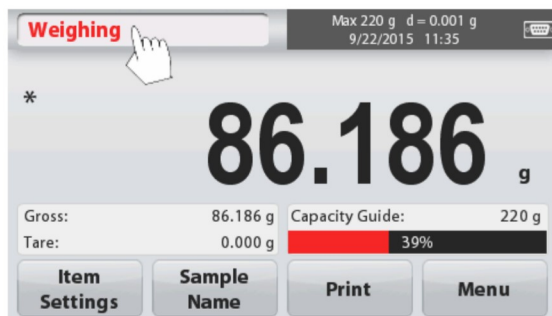 Weighing
Max 220 g d = 0.001 g
9/22/2015 11:35
*
86.186 g
Gross: 86.186 g
Tare: 0.000 g
Capacity Guide: 220 g
39%
Item Settings
Sample Name
Print
Menu